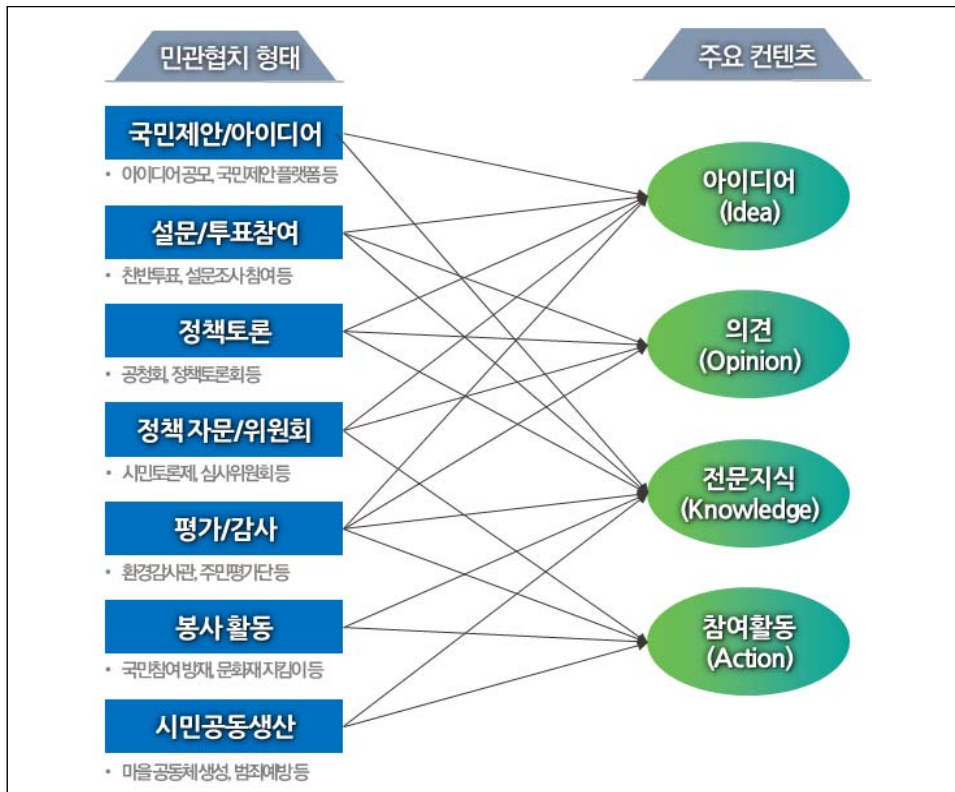 민관협치 형태
주요 컨텐츠
국민제안/아이디어
• 아이디어 공모, 국민제안 플랫폼 등
설문/투표참여
• 찬반투표, 설문조사 참여 등
정책토론
• 공청회, 정책토론회 등
정책 자문/위원회
• 시민토론제, 심사위원회 등
평가/감사
• 환경감사관, 주민평가단 등
봉사 활동
• 국민참여 방재, 문화재 지킴이 등
시민공동생산
• 마을 공동체 생성, 범죄예방 등
아이디어
(Idea)
의견
(Opinion)
전문지식
(Knowledge)
참여활동
(Action)